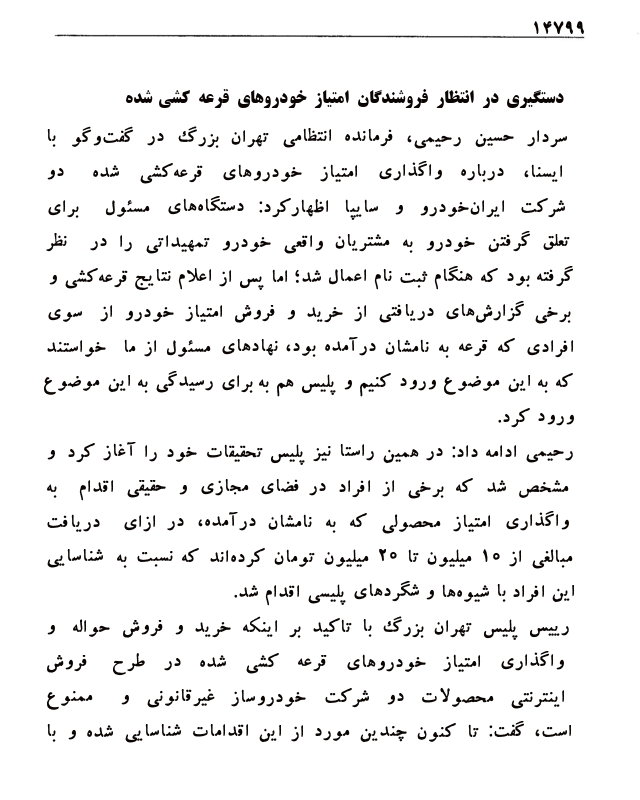 ۱۴۷۹۹
دستگیری در انتظار فروشندگان امتیاز خودروهای قرعه کشی شده
سردار حسین رحیمی، فرمانده انتظامی تهران بزرگ در گفت‌وگو با
ایسنا، درباره واگذاری امتیاز خودروهای قرعه‌کشی شده دو
شرکت ایران‌خودرو و سایپا اظهارکرد: دستگاه‌های مسئول برای
تعلق گرفتن خودرو به مشتریان واقعی خودرو تمهیداتی را در نظر
گرفته بود که هنگام ثبت نام اعمال شد؛ اما پس از اعلام نتایج قرعه‌کشی و
برخی گزارش‌های دریافتی از خرید و فروش امتیاز خودرو از سوی
افرادی که قرعه به نامشان درآمده بود، نهادهای مسئول از ما خواستند
که به این موضوع ورود کنیم و پلیس هم به برای رسیدگی به این موضوع
ورود کرد.
رحیمی ادامه داد: در همین راستا نیز پلیس تحقیقات خود را آغاز کرد و
مشخص شد که برخی از افراد در فضای مجازی و حقیقی اقدام به
واگذاری امتیاز محصولی که به نامشان درآمده، در ازای دریافت
مبالغی از ۱۰ میلیون تا ۲۰ میلیون تومان کرده‌اند که نسبت به شناسایی
این افراد با شیوه‌ها و شگردهای پلیسی اقدام شد.
رییس پلیس تهران بزرگ با تاکید بر اینکه خرید و فروش حواله و
واگذاری امتیاز خودروهای قرعه کشی شده در طرح فروش
اینترنتی محصولات دو شرکت خودروساز غیرقانونی و ممنوع
است، گفت: تا کنون چندین مورد از این اقدامات شناسایی شده و با